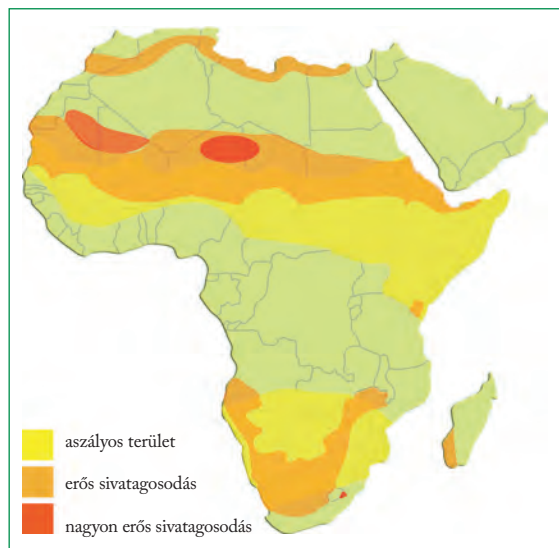 aszályos terület
erős sivatagosodás
nagyon erős sivatagosodás